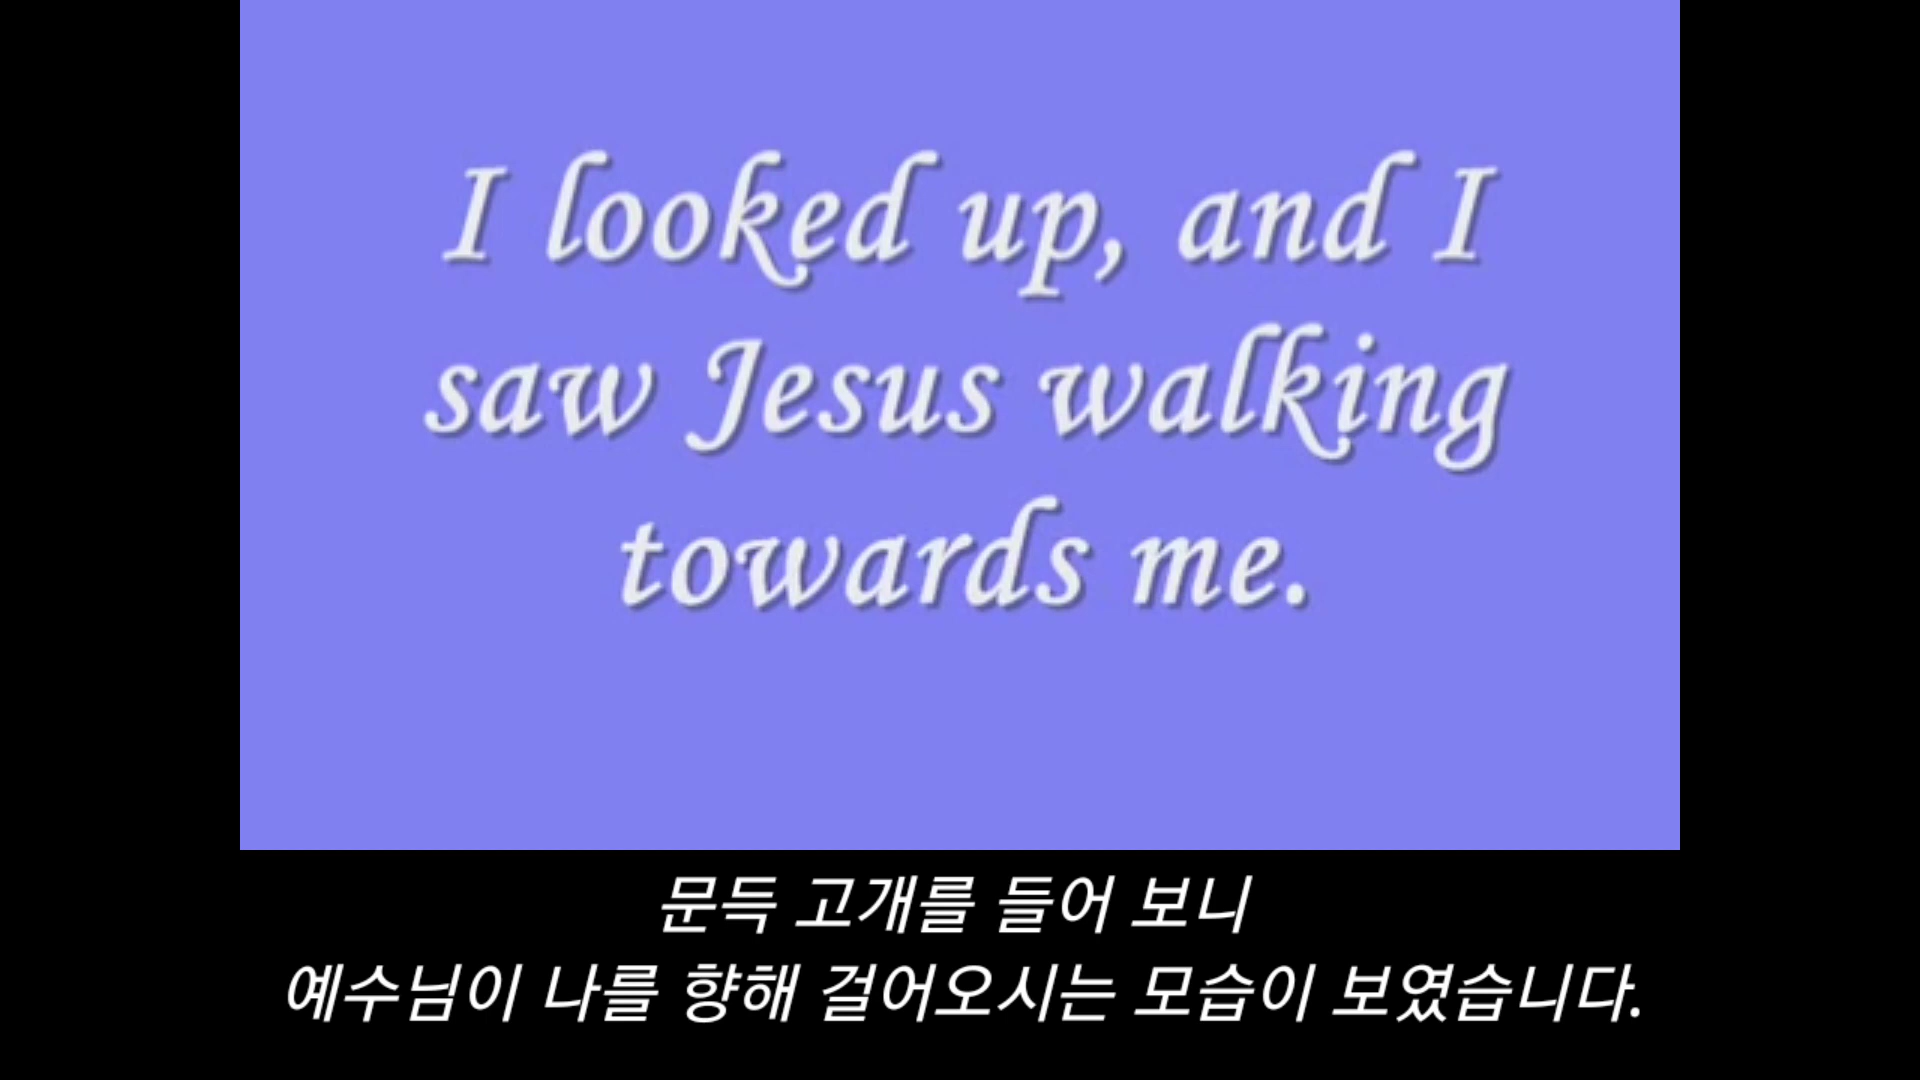 I looked up, and I
saw Jesus walking
towards me.
문득 고개를 들어 보니
예수님이 나를 향해 걸어오시는 모습이 보였습니다.